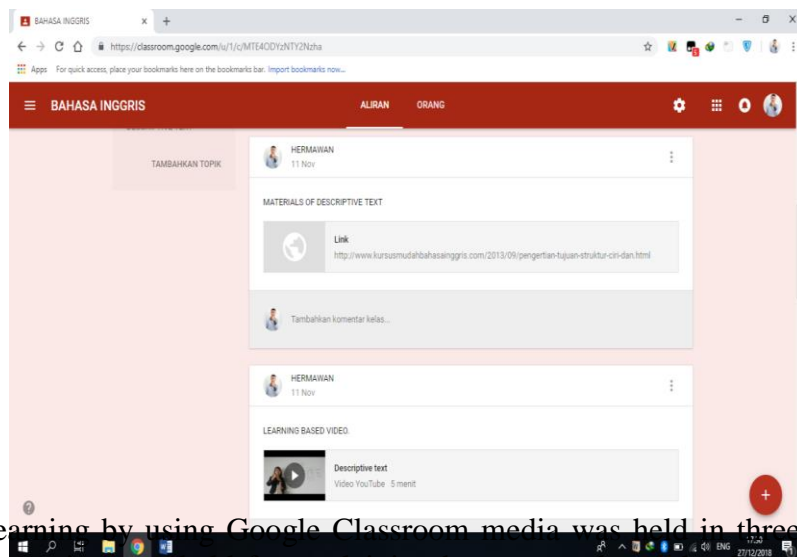 BAHASA INGGRIS
https://classroom.google.com/u/1/c/MTE4ODYzNTY2Nzha
Apps For quick access, place your bookmarks here on the bookmarks bar. Import bookmarks now...
BAHASA INGGRIS ALIRAN ORANG
TAMBAHKAN TOPIK
HERMAWAN
11 Nov
MATERIALS OF DESCRIPTIVE TEXT
Link
http://www.kursusmudahbahasainggris.com/2013/09/pengertian-tujuan-struktur-ciri-dan.html
Tambahkan komentar kelas...
HERMAWAN
11 Nov
LEARNING BASED VIDEO.
Descriptive text
Video YouTube 5 menit
earning by using Google Classroom media was held in three
ENG
27/12/2018